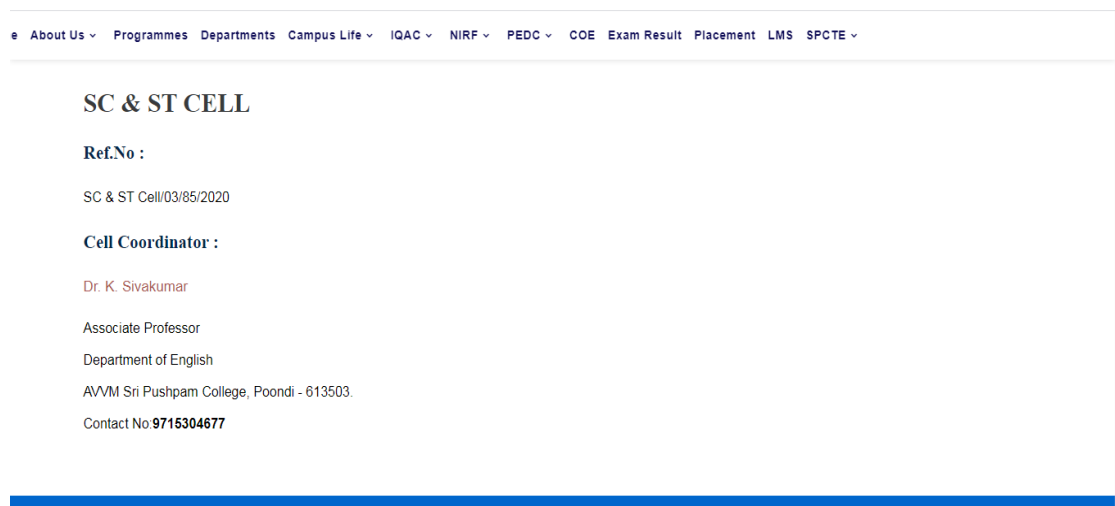 e About Us Programmes Departments Campus Life IQAC NIRF PEDC COE Exam Result Placement LMS SPCTE
SC & ST CELL
Ref.No :
SC & ST Cell/03/85/2020
Cell Coordinator :
Dr. K. Sivakumar
Associate Professor
Department of English
AVVM Sri Pushpam College, Poondi - 613503.
Contact No:9715304677